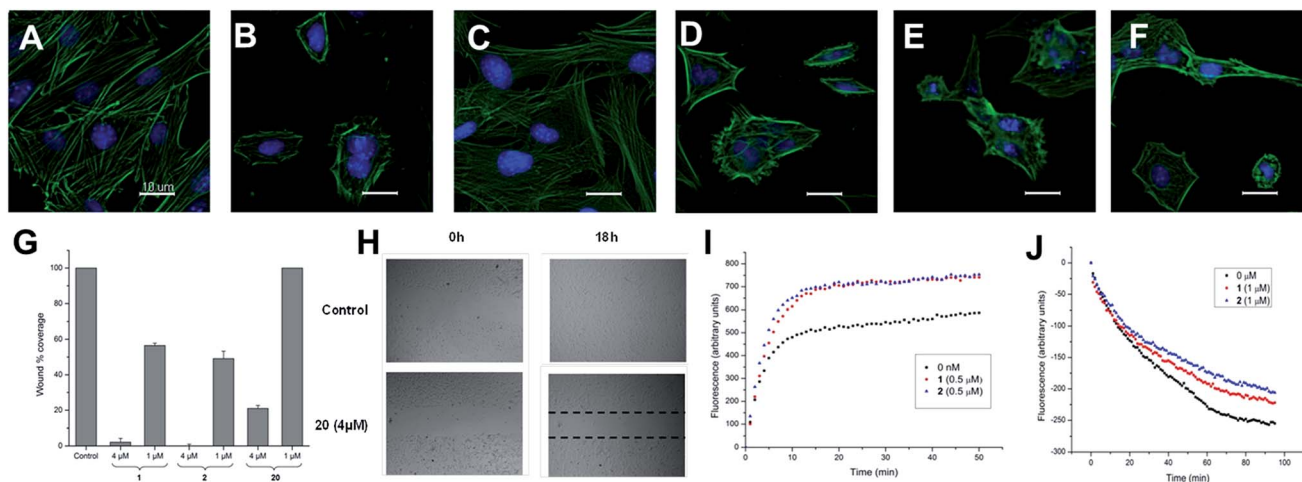 A
B
C
D
E
F
10 um
G
Wound % coverage
100
80
60
40
20
0
Control
4 µM
1 µM
4 µM
1 µM
4 µM
1 µM
1
2
20
H
0h
18h
Control
20 (4µM)
I
Fluorescence (arbitrary units)
800
700
600
500
400
300
200
100
0
0 nM
1 (0.5 µM)
2 (0.5 µM)
0
10
20
30
40
50
Time (min)
J
Fluorescence (arbitrary units)
0
-50
-100
-150
-200
-250
-300
0 µM
1 (1 µM)
2 (1 µM)
0
20
40
60
80
100
Time (min)